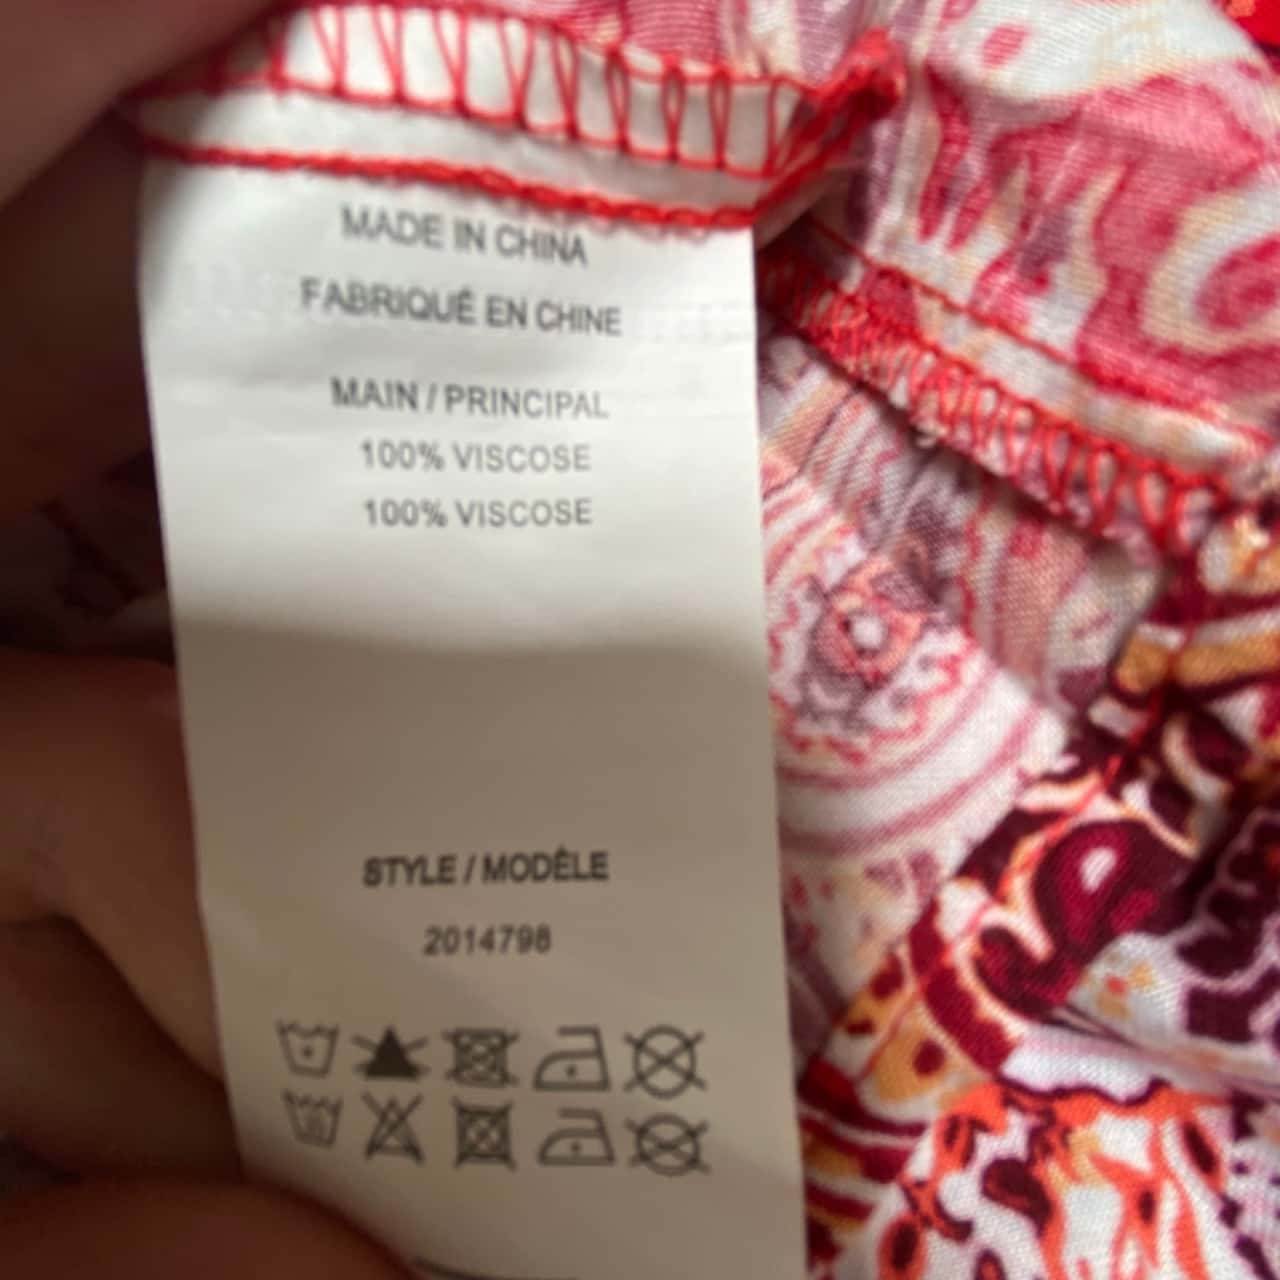 MADE IN CHINA
FABRIQUÉ EN CHINE
MAIN / PRINCIPAL
100% VISCOSE
100% VISCOSE
STYLE / MODÈLE
2014798